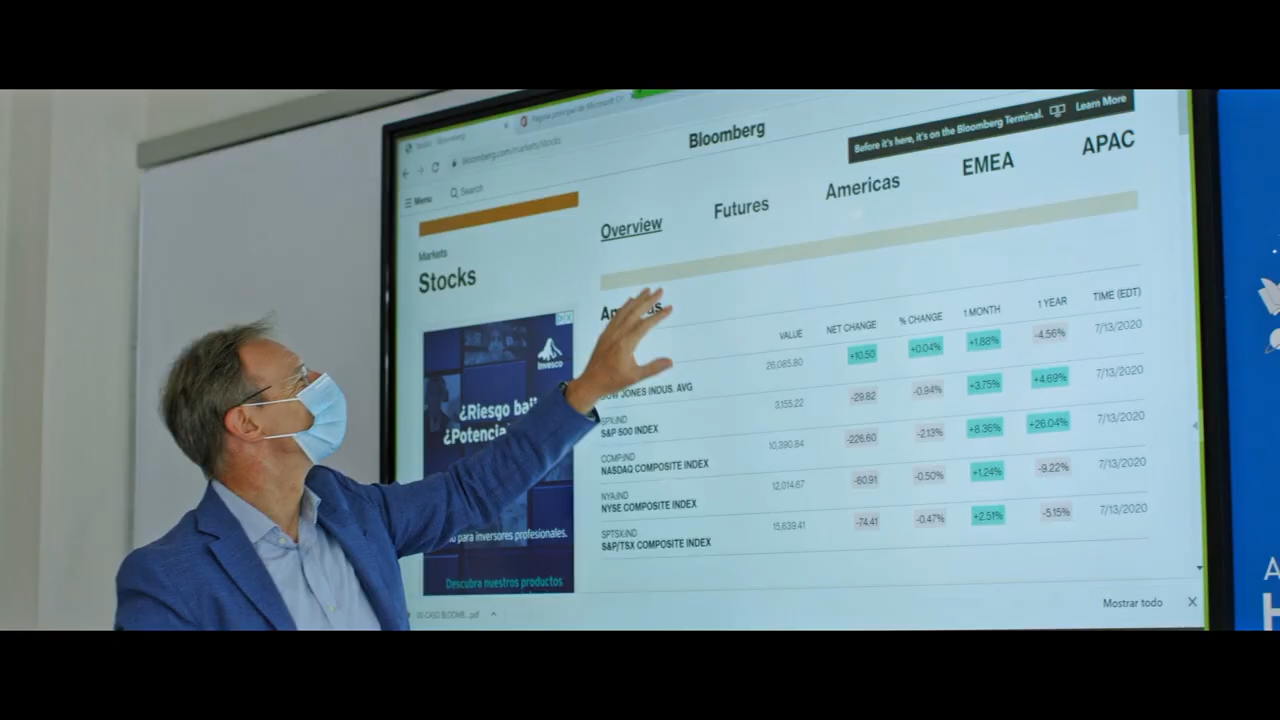 Bloomberg
bloomberg.com/markets/stocks
Bloomberg
Before it's here, it's on the Bloomberg Terminal. Learn More
Menu
Search
Overview Futures Americas EMEA APAC
Markets
Stocks
VALUE NET CHANGE % CHANGE 1 MONTH 1 YEAR TIME (EDT)
DOW JONES INDUS. AVG 26,085.80 +10.50 +0.04% +1.88% -4.56% 7/13/2020
SPX:IND
S&P 500 INDEX 3,155.22 -29.82 -0.94% +3.75% +4.69% 7/13/2020
CCMP:IND
NASDAQ COMPOSITE INDEX 10,390.84 -226.60 -2.13% +8.36% +26.04% 7/13/2020
NYA:IND
NYSE COMPOSITE INDEX 12,014.67 -60.91 -0.50% +1.24% -9.22% 7/13/2020
SPTSX:IND
S&P/TSX COMPOSITE INDEX 15,639.41 -74.41 -0.47% +2.51% -5.15% 7/13/2020
Invesco
¿Riesgo
¿Potencial
para inversores profesionales.
Descubra nuestros productos
Mostrar todo